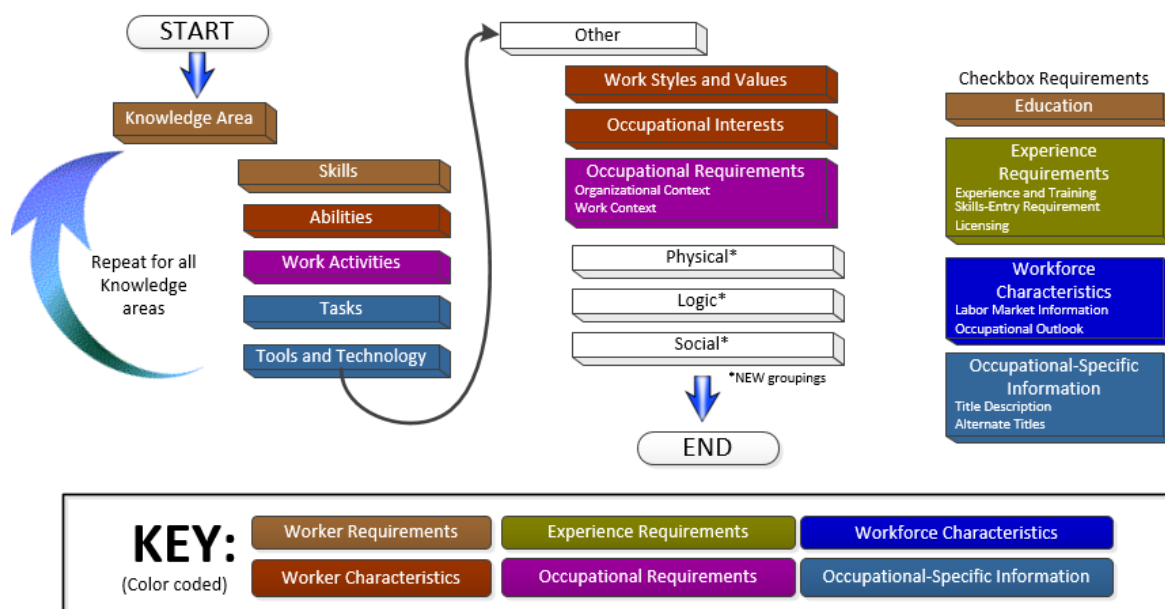 START
Knowledge Area
Skills
Abilities
Work Activities
Tasks
Tools and Technology
Repeat for all
Knowledge
areas
Other
Work Styles and Values
Occupational Interests
Occupational Requirements
Organizational Context
Work Context
Physical*
Logic*
Social*
*NEW groupings
END
Checkbox Requirements
Education
Experience
Requirements
Experience and Training
Skills-Entry Requirement
Licensing
Workforce
Characteristics
Labor Market Information
Occupational Outlook
Occupational-Specific
Information
Title Description
Alternate Titles
KEY:
(Color coded)
Worker Requirements
Experience Requirements
Workforce Characteristics
Worker Characteristics
Occupational Requirements
Occupational-Specific Information